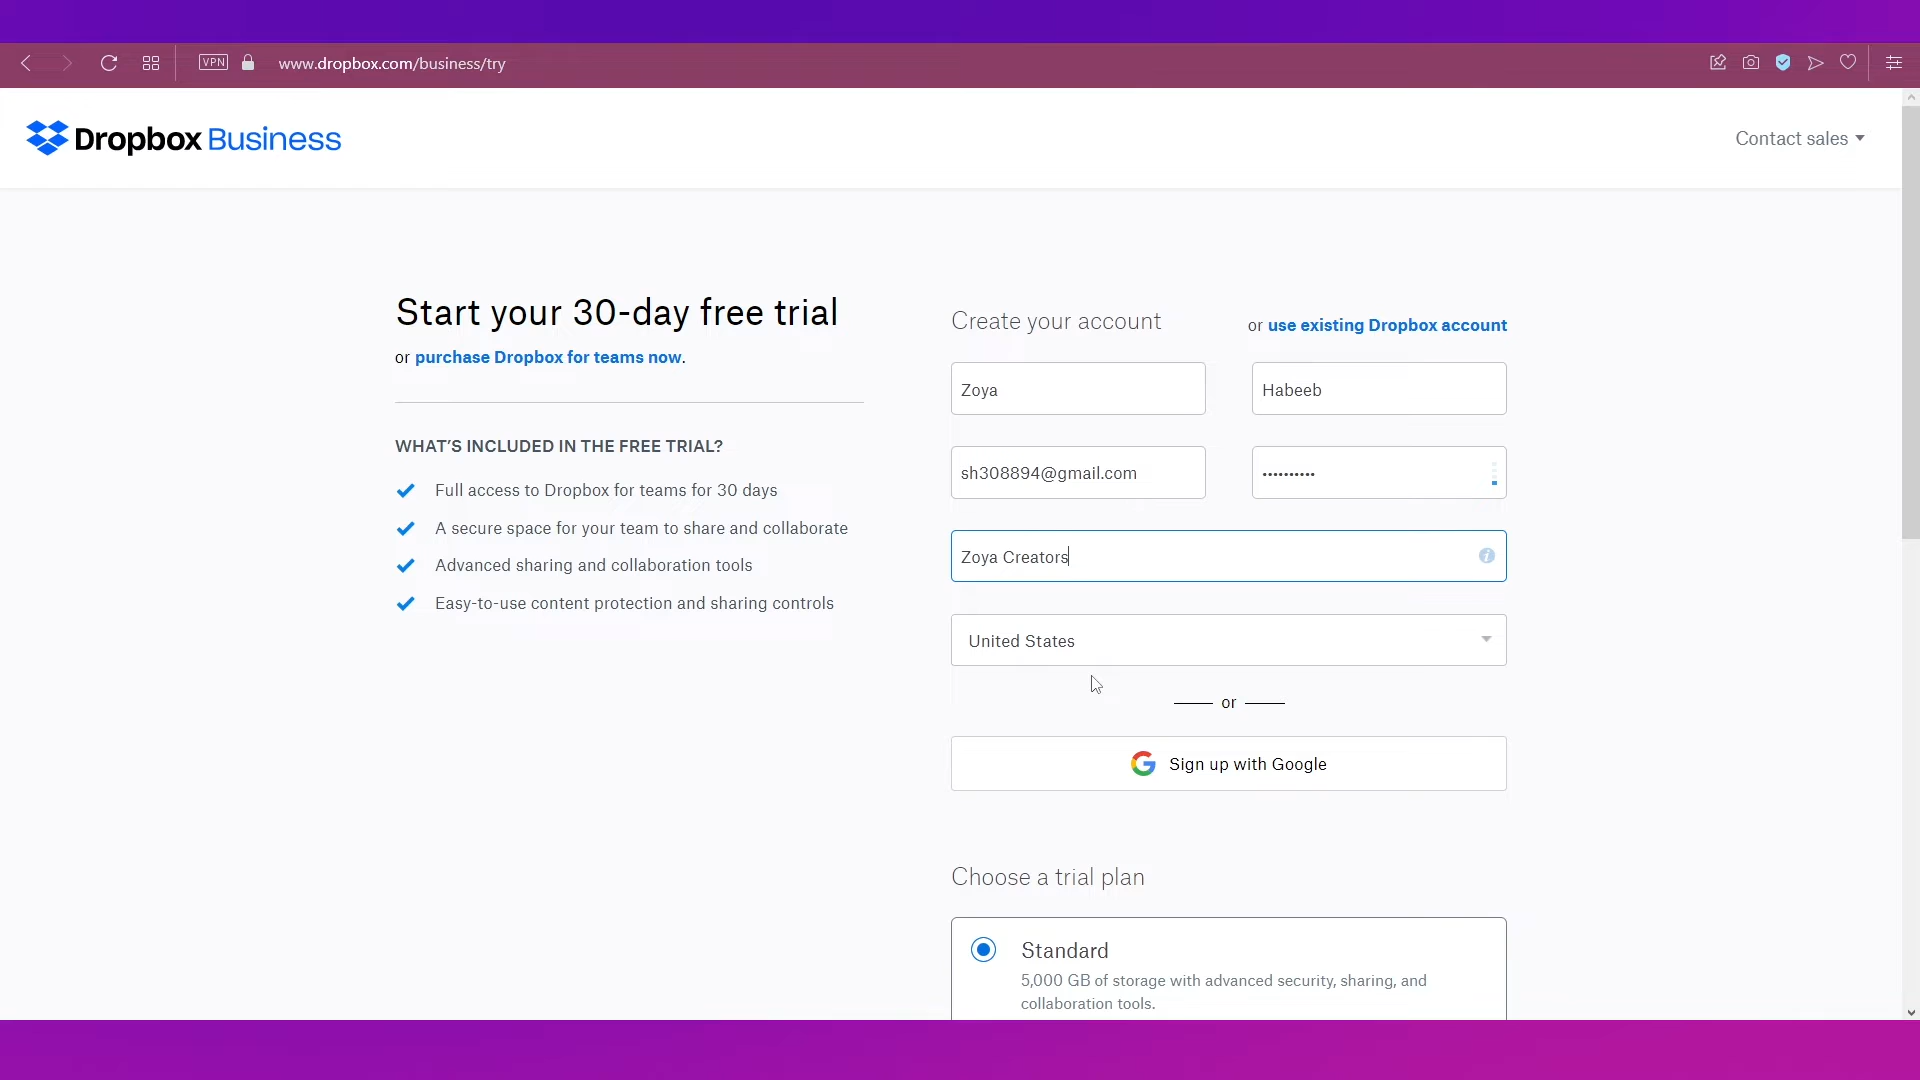 VPN
www.dropbox.com/business/try
Dropbox Business
Contact sales
Start your 30-day free trial
or purchase Dropbox for teams now.
WHAT'S INCLUDED IN THE FREE TRIAL?
Full access to Dropbox for teams for 30 days
A secure space for your team to share and collaborate
Advanced sharing and collaboration tools
Easy-to-use content protection and sharing controls
Create your account
or use existing Dropbox account
Zoya
Habeeb
sh308894@gmail.com
••••••••••
Zoya Creators
United States
or
Sign up with Google
Choose a trial plan
Standard
5,000 GB of storage with advanced security, sharing, and
collaboration tools.